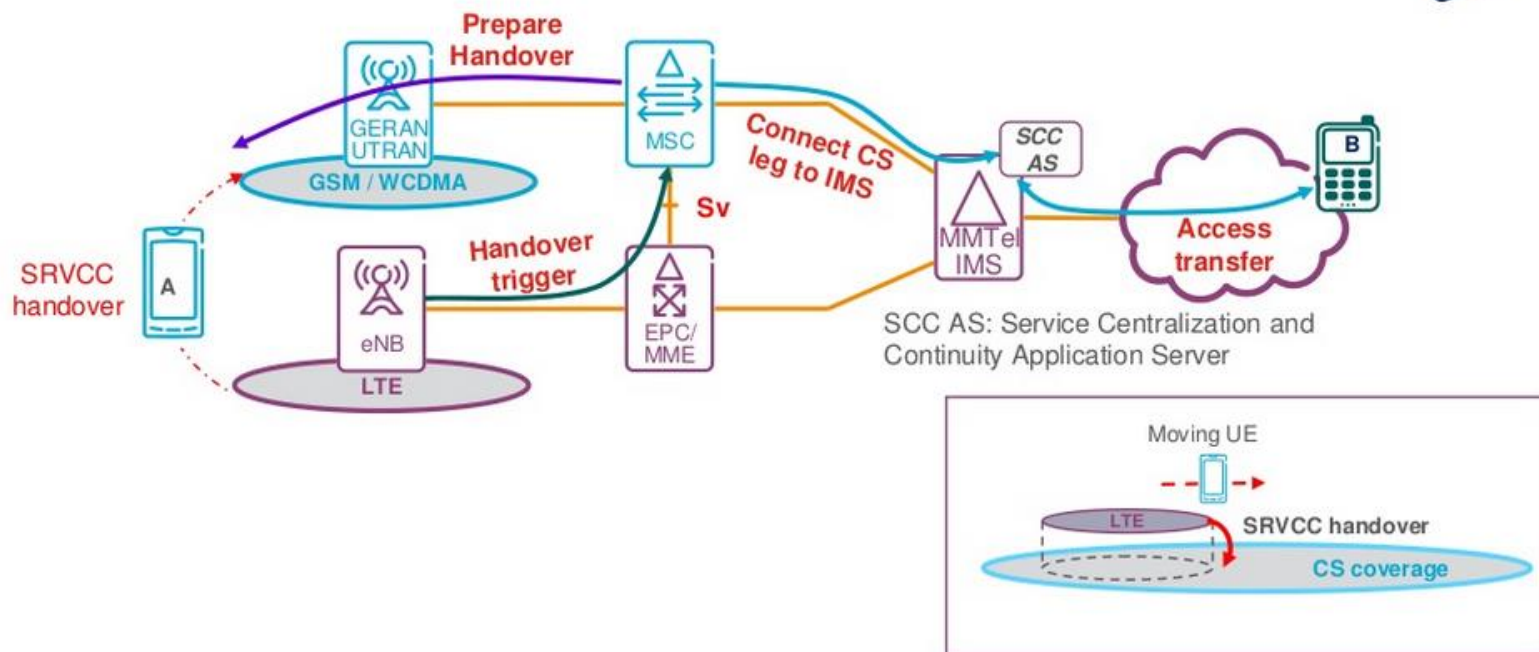 Prepare
Handover
GERAN
UTRAN
MSC
GSM / WCDMA
Connect CS
leg to IMS
SCC
AS
B
Sv
SRVCC
handover
A
Handover
trigger
eNB
LTE
EPC/
MME
MMTel
IMS
Access
transfer
SCC AS: Service Centralization and
Continuity Application Server
Moving UE
LTE
SRVCC handover
CS coverage